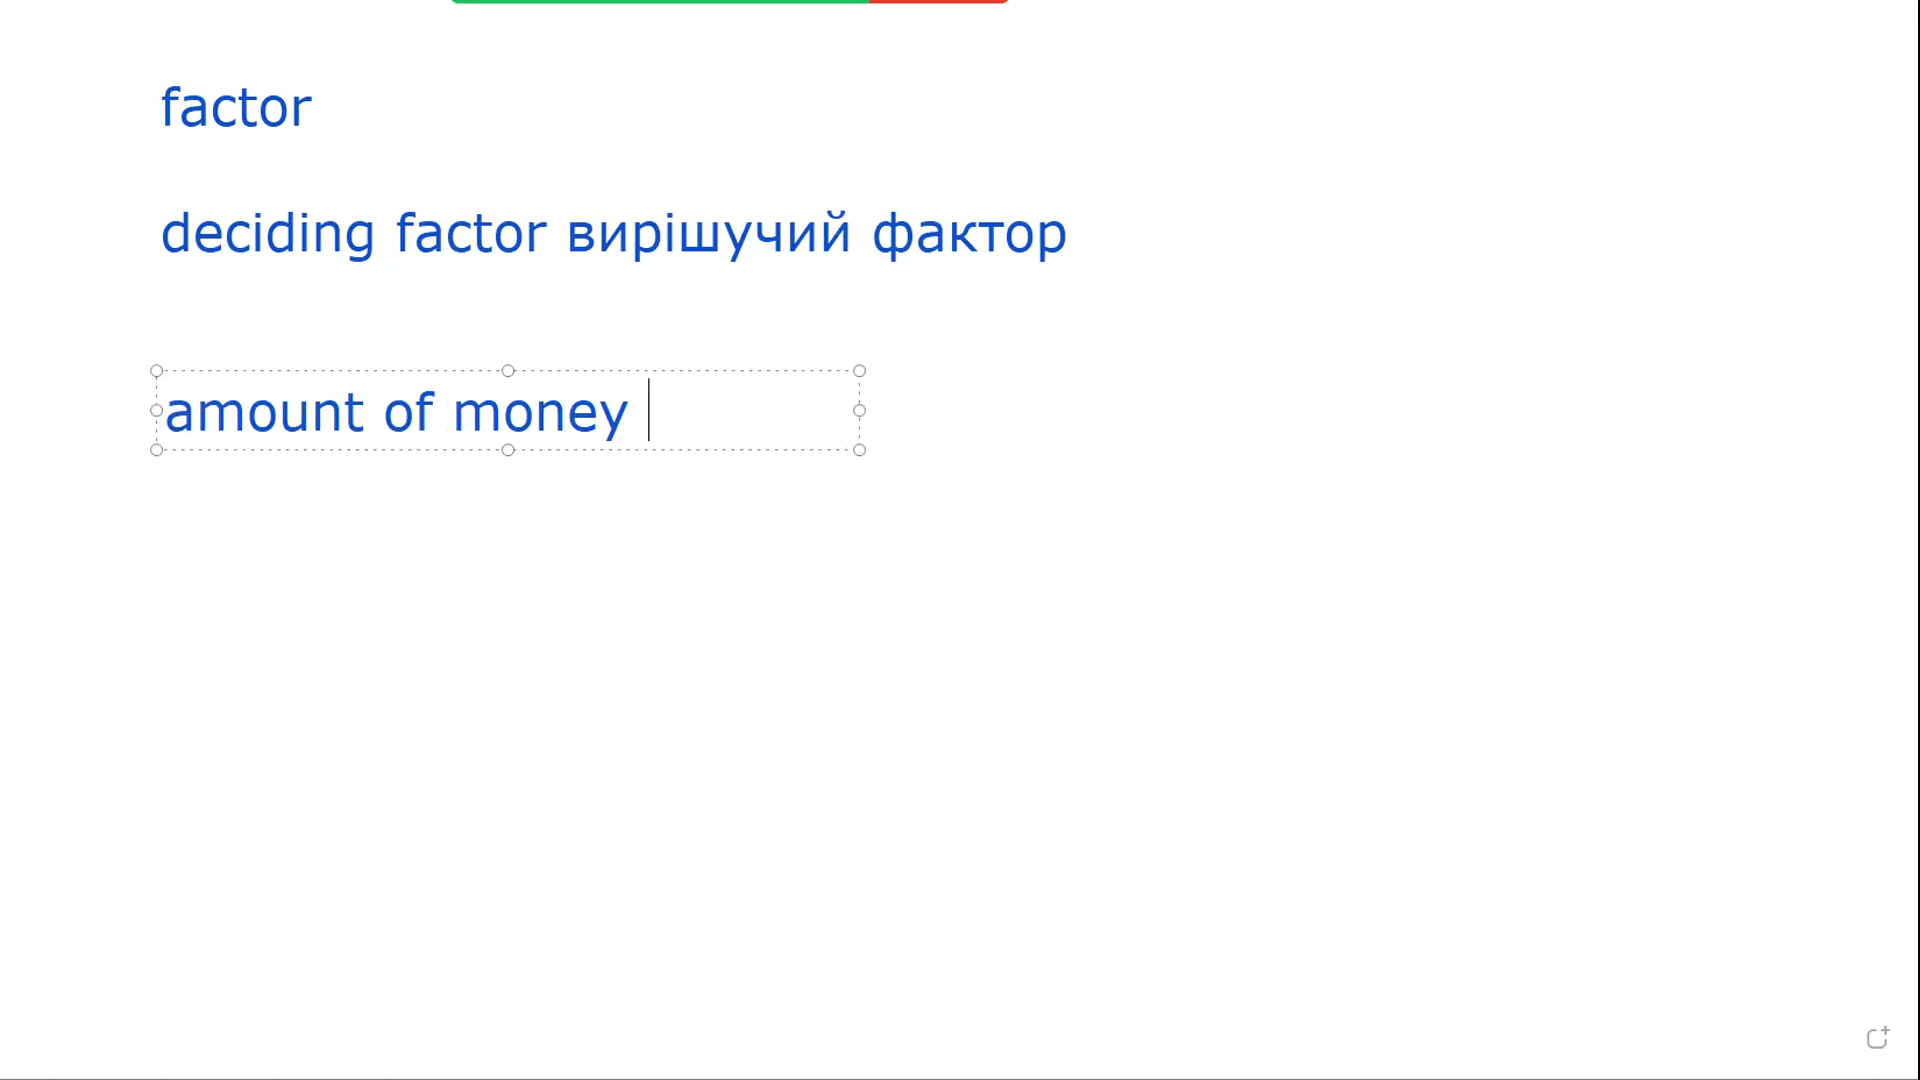 factor
deciding factor вирішучий фактор
amount of money